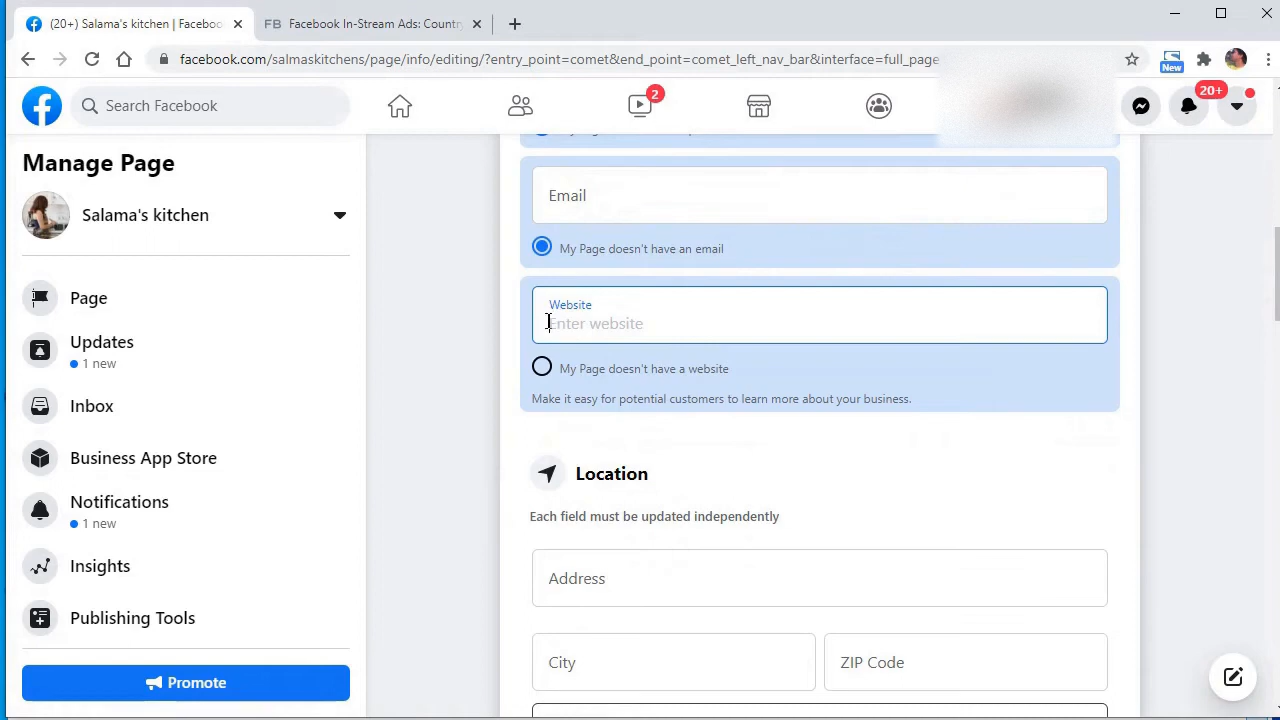 (20+) Salama's kitchen | Faceboo
FB Facebook In-Stream Ads: Countr
facebook.com/salmaskitchens/page/info/editing/?entry_point=comet&end_point=comet_left_nav_bar&interface=full_page
New
Search Facebook
2
20+
Manage Page
Salama's kitchen
Page
Updates
1 new
Inbox
Business App Store
Notifications
1 new
Insights
Publishing Tools
Promote
Email
My Page doesn't have an email
Website
Enter website
My Page doesn't have a website
Make it easy for potential customers to learn more about your business.
Location
Each field must be updated independently
Address
City
ZIP Code